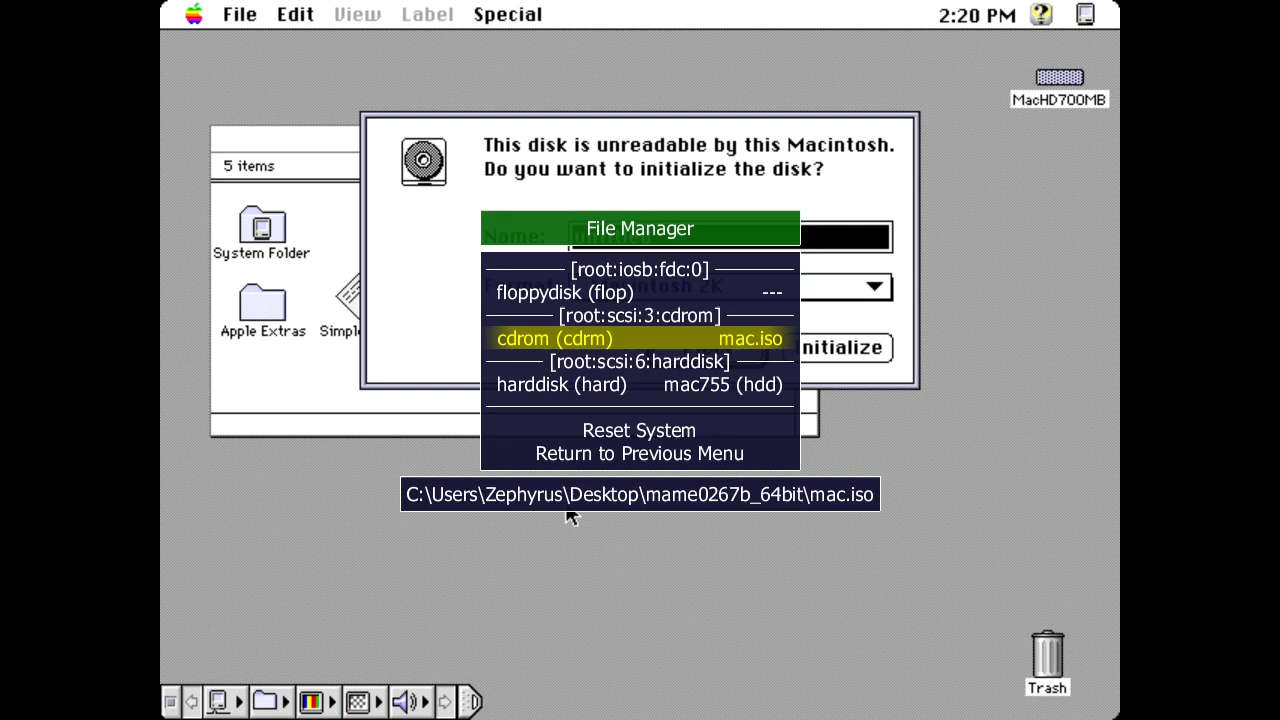 File Edit View Label Special 2:20 PM
MacHD700MB
This disk is unreadable by this Macintosh.
Do you want to initialize the disk?
5 items
File Manager
Name:
System Folder
[root:iosb:fdc:0]
floppydisk (flop) ---
[root:scsi:3:cdrom]
Apple Extras
cdrom (cdrm) mac.iso
Initialize
[root:scsi:6:harddisk]
harddisk (hard) mac755 (hdd)
Reset System
Return to Previous Menu
C:\Users\Zephyrus\Desktop\mame0267b_64bit\mac.iso
Trash